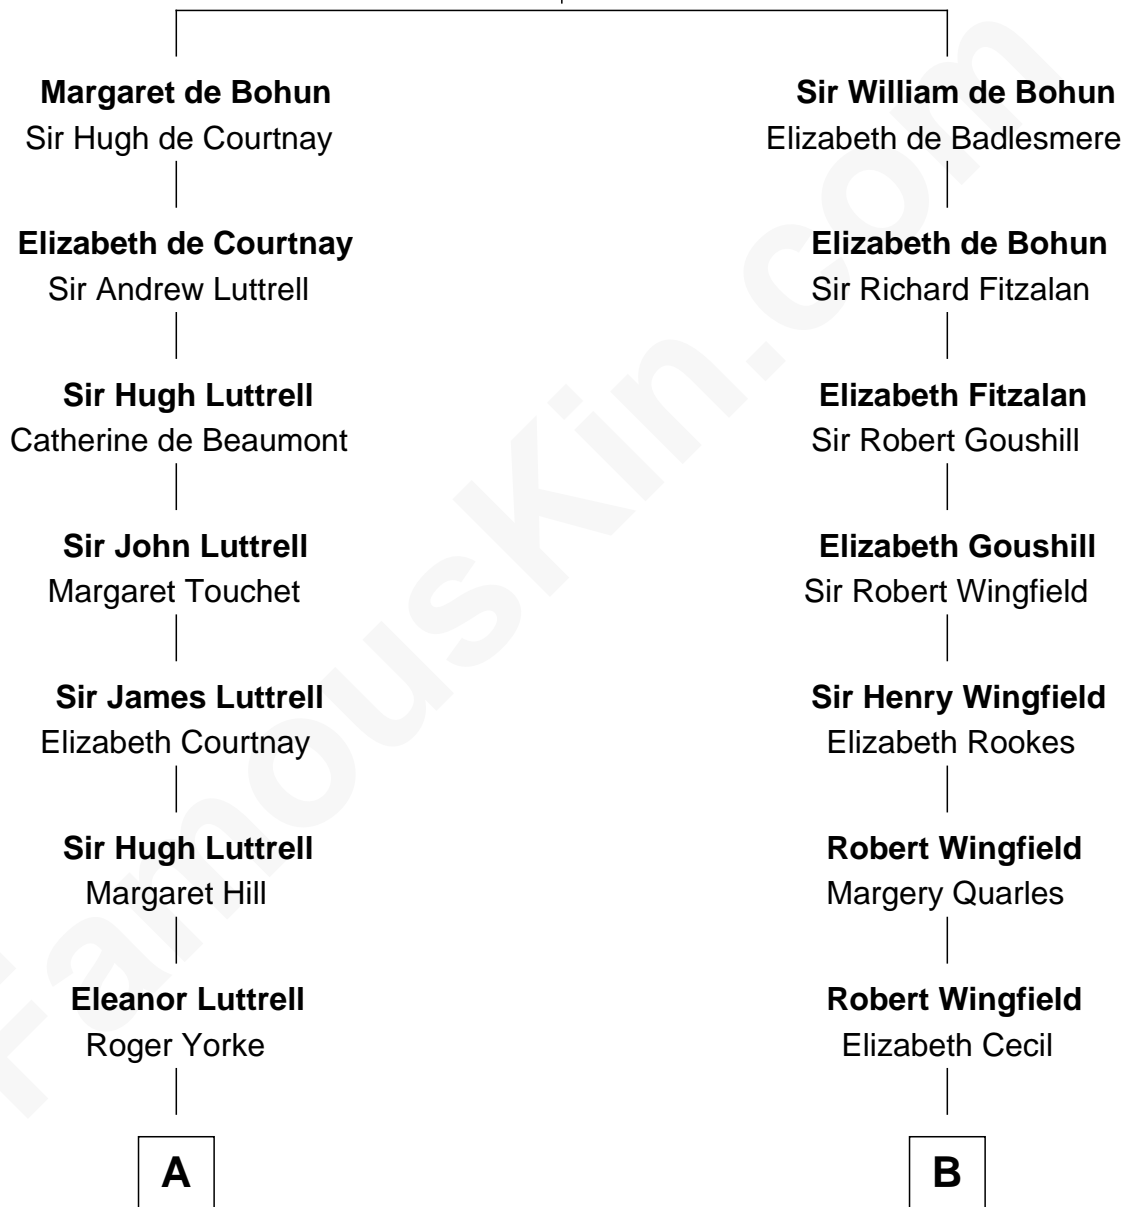 Margaret de Bohun
Sir Hugh de Courtnay
Sir William de Bohun
Elizabeth de Badlesmere
Elizabeth de Courtnay
Sir Andrew Luttrell
Elizabeth de Bohun
Sir Richard Fitzalan
Sir Hugh Luttrell
Catherine de Beaumont
Elizabeth Fitzalan
Sir Robert Goushill
Sir John Luttrell
Margaret Touchet
Elizabeth Goushill
Sir Robert Wingfield
Sir James Luttrell
Elizabeth Courtnay
Sir Henry Wingfield
Elizabeth Rookes
Sir Hugh Luttrell
Margaret Hill
Robert Wingfield
Margery Quarles
Eleanor Luttrell
Roger Yorke
Robert Wingfield
Elizabeth Cecil
A
B
FamousKin.com